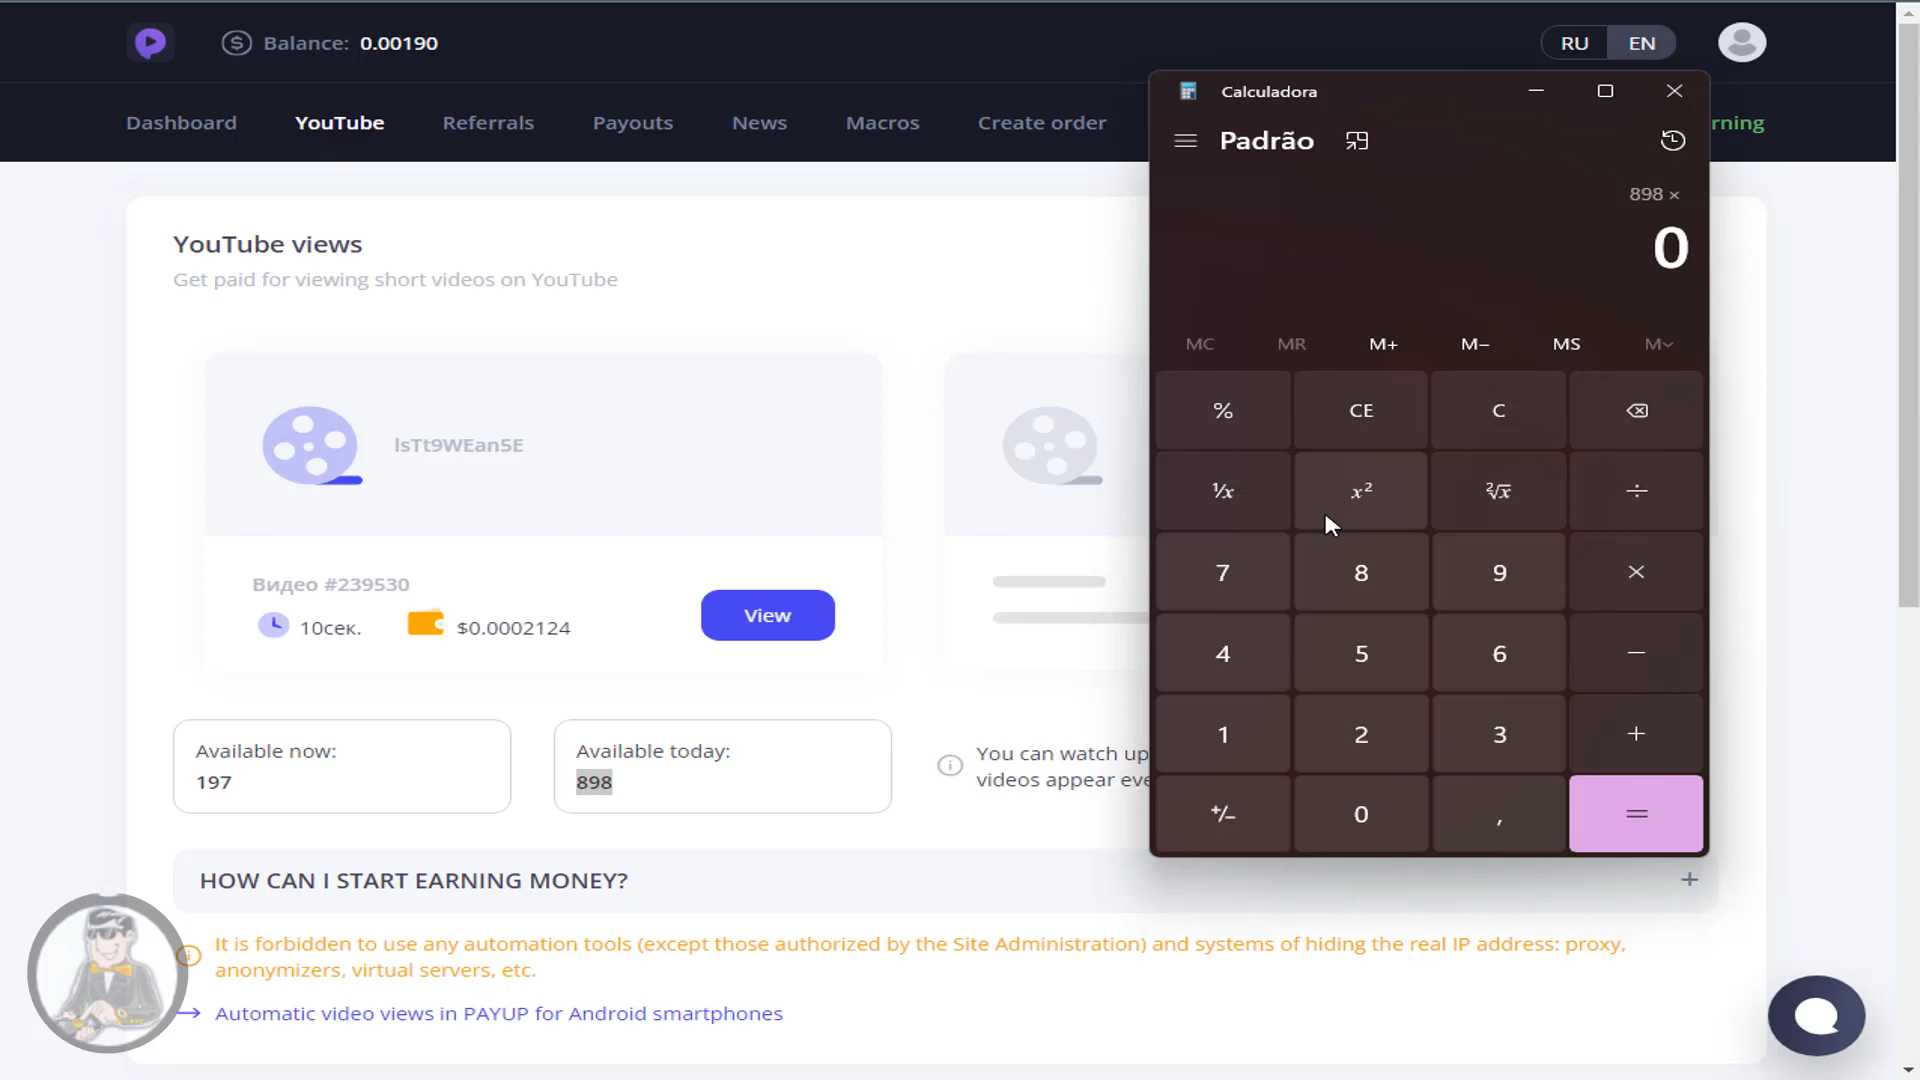 Balance: 0.00190
RU EN
Dashboard YouTube Referrals Payouts News Macros Create order rning
Calculadora
Padrão
898 ×
0
MC MR M+ M− MS M
% CE C
¹⁄x x² ²√x ÷
7 8 9 ×
4 5 6 −
1 2 3 +
+/− 0 , =
YouTube views
Get paid for viewing short videos on YouTube
lsTt9WEan5E
Видео #239530
10сек. $0.0002124
View
Available now:
197
Available today:
898
You can watch up
videos appear eve
HOW CAN I START EARNING MONEY? +
It is forbidden to use any automation tools (except those authorized by the Site Administration) and systems of hiding the real IP address: proxy,
anonymizers, virtual servers, etc.
Automatic video views in PAYUP for Android smartphones